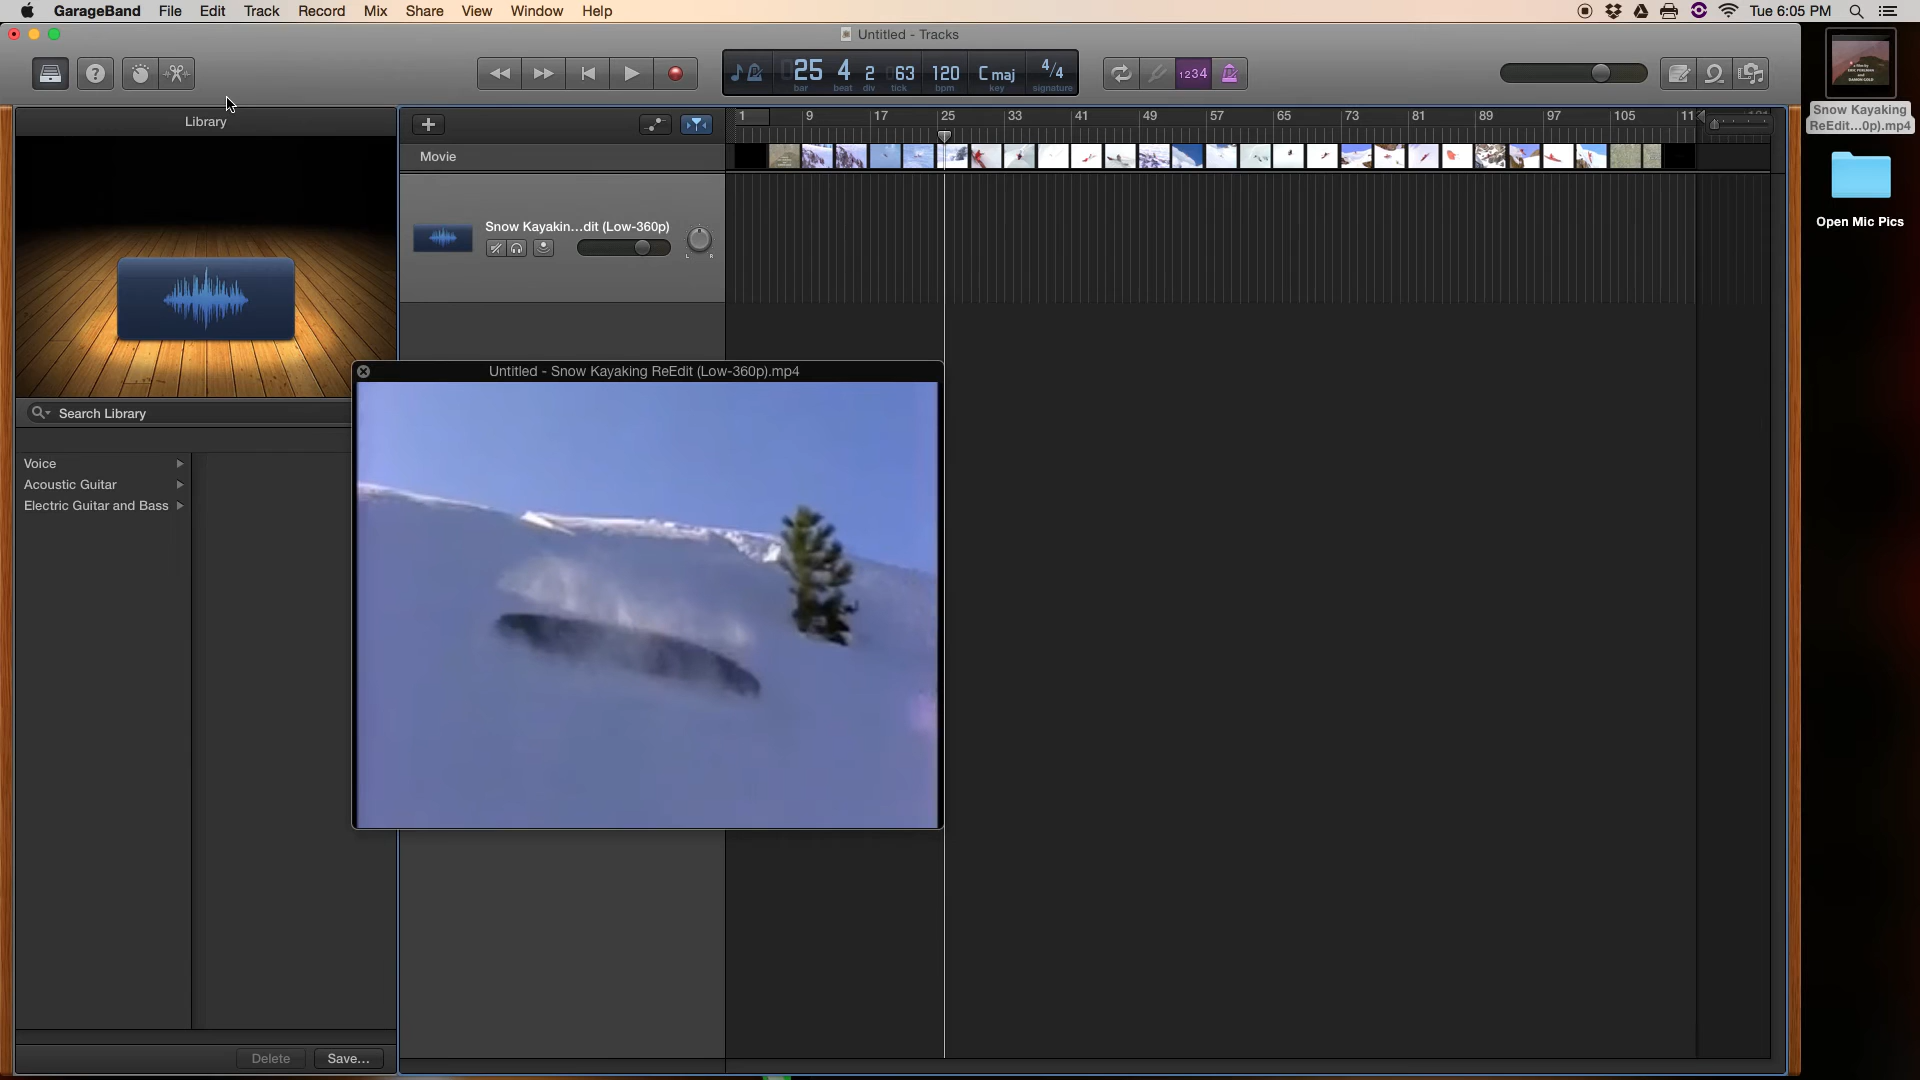 GarageBand File Edit Track Record Mix Share View Window Help
Tue 6:05 PM
Untitled - Tracks
25 4 2 63 120 C maj 4/4
bar beat div tick bpm key signature
1234
Library
1 9 17 25 33 41 49 57 65 73 81 89 97 105 11
Movie
Snow Kayakin...dit (Low-360p)
L R
Untitled - Snow Kayaking ReEdit (Low-360p).mp4
Search Library
Voice
Acoustic Guitar
Electric Guitar and Bass
Delete Save...
Snow Kayaking
ReEdit...0p).mp4
Open Mic Pics